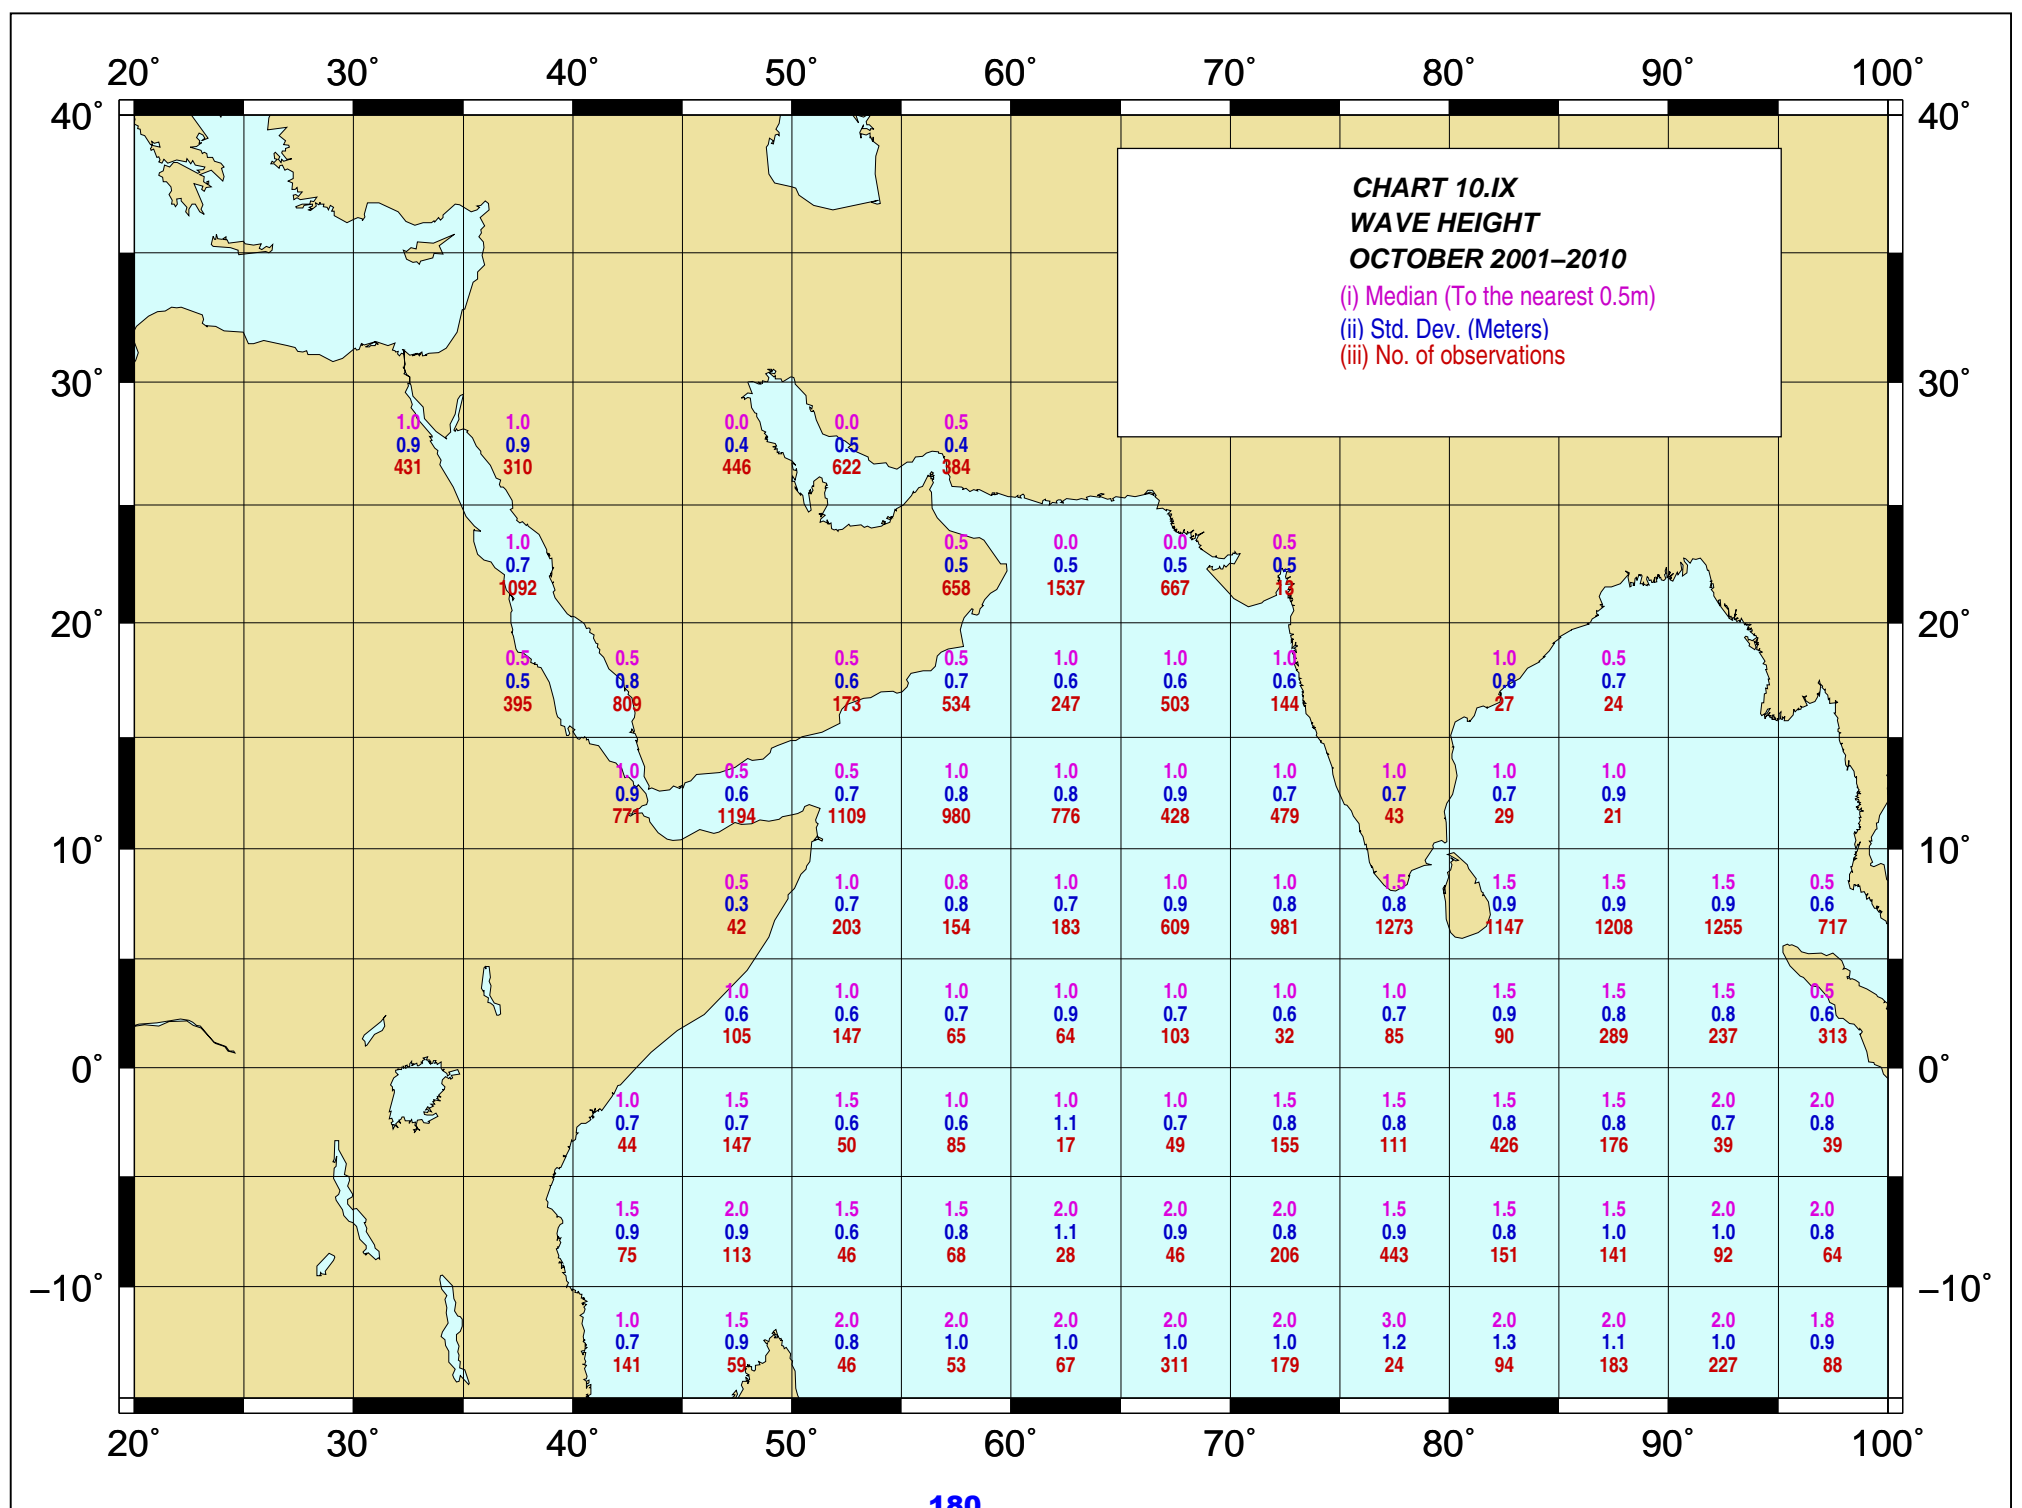 20° 30° 40° 50° 60° 70° 80° 90° 100°
40° 40°
CHART 10.IX
WAVE HEIGHT
OCTOBER 2001–2010
(i) Median (To the nearest 0.5m)
(ii) Std. Dev. (Meters)
(iii) No. of observations
30° 30°
1.0 1.0 0.0 0.0 0.5
0.9 0.9 0.4 0.5 0.4
431 310 446 622 384
1.0 0.5 0.0 0.0 0.5
0.7 0.5 0.5 0.5 0.5
1092 658 1537 667 13
20° 20°
0.5 0.5 0.5 0.5 1.0 1.0 1.0 1.0 0.5
0.5 0.8 0.6 0.7 0.6 0.6 0.6 0.8 0.7
395 809 173 534 247 503 144 27 24
1.0 0.5 0.5 1.0 1.0 1.0 1.0 1.0 1.0 1.0
0.9 0.6 0.7 0.8 0.8 0.9 0.7 0.7 0.7 0.9
771 1194 1109 980 776 428 479 43 29 21
10° 10°
0.5 1.0 0.8 1.0 1.0 1.0 1.5 1.5 1.5 1.5 0.5
0.3 0.7 0.8 0.7 0.9 0.8 0.8 0.9 0.9 0.9 0.6
42 203 154 183 609 981 1273 1147 1208 1255 717
1.0 1.0 1.0 1.0 1.0 1.0 1.0 1.5 1.5 1.5 0.5
0.6 0.6 0.7 0.9 0.7 0.6 0.7 0.9 0.8 0.8 0.6
105 147 65 64 103 32 85 90 289 237 313
0° 0°
1.0 1.5 1.5 1.0 1.0 1.0 1.5 1.5 1.5 1.5 2.0 2.0
0.7 0.7 0.6 0.6 1.1 0.7 0.8 0.8 0.8 0.8 0.7 0.8
44 147 50 85 17 49 155 111 426 176 39 39
1.5 2.0 1.5 1.5 2.0 2.0 2.0 1.5 1.5 1.5 2.0 2.0
0.9 0.9 0.6 0.8 1.1 0.9 0.8 0.9 0.8 1.0 1.0 0.8
75 113 46 68 28 46 206 443 151 141 92 64
–10° –10°
1.0 1.5 2.0 2.0 2.0 2.0 2.0 3.0 2.0 2.0 2.0 1.8
0.7 0.9 0.8 1.0 1.0 1.0 1.0 1.2 1.3 1.1 1.0 0.9
141 59 46 53 67 311 179 24 94 183 227 88
20° 30° 40° 50° 60° 70° 80° 90° 100°
180